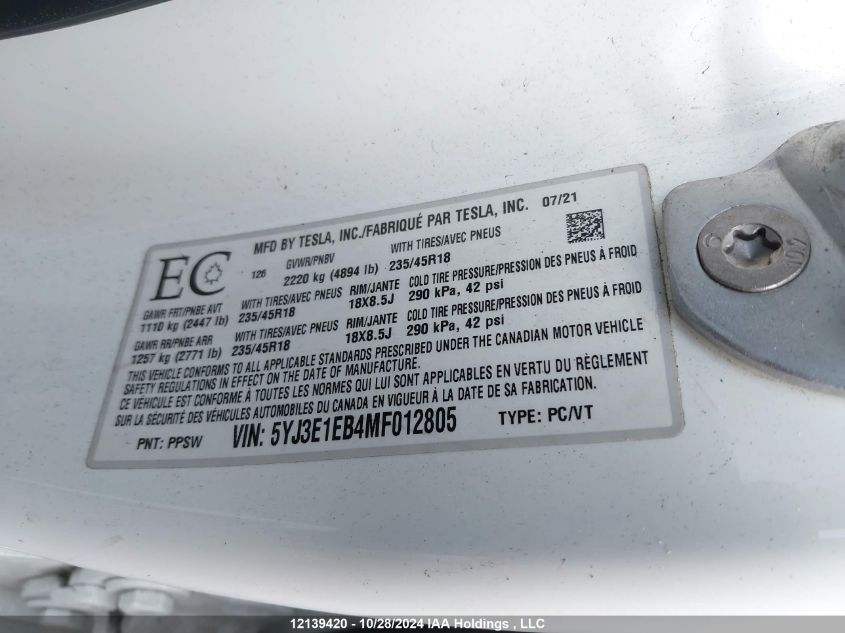 MFD BY TESLA, INC./FABRIQUÉ PAR TESLA, INC. 07/21
EC 126 GVWR/PNBV WITH TIRES/AVEC PNEUS
2220 kg (4894 lb) 235/45R18
GAWR FRT/PNBE AVT WITH TIRES/AVEC PNEUS RIM/JANTE COLD TIRE PRESSURE/PRESSION DES PNEUS À FROID
1110 kg (2447 lb) 235/45R18 18X8.5J 290 kPa, 42 psi
GAWR RR/PNBE ARR WITH TIRES/AVEC PNEUS RIM/JANTE COLD TIRE PRESSURE/PRESSION DES PNEUS À FROID
1257 kg (2771 lb) 235/45R18 18X8.5J 290 kPa, 42 psi
THIS VEHICLE CONFORMS TO ALL APPLICABLE STANDARDS PRESCRIBED UNDER THE CANADIAN MOTOR VEHICLE
SAFETY REGULATIONS IN EFFECT ON THE DATE OF MANUFACTURE.
CE VÉHICULE EST CONFORME À TOUTES LES NORMES QUI LUI SONT APPLICABLES EN VERTU DU RÈGLEMENT
SUR LA SÉCURITÉ DES VÉHICULES AUTOMOBILES DU CANADA EN VIGUEUR À LA DATE DE SA FABRICATION.
PNT: PPSW VIN: 5YJ3E1EB4MF012805 TYPE: PC/VT
12139420 - 10/28/2024 IAA Holdings , LLC